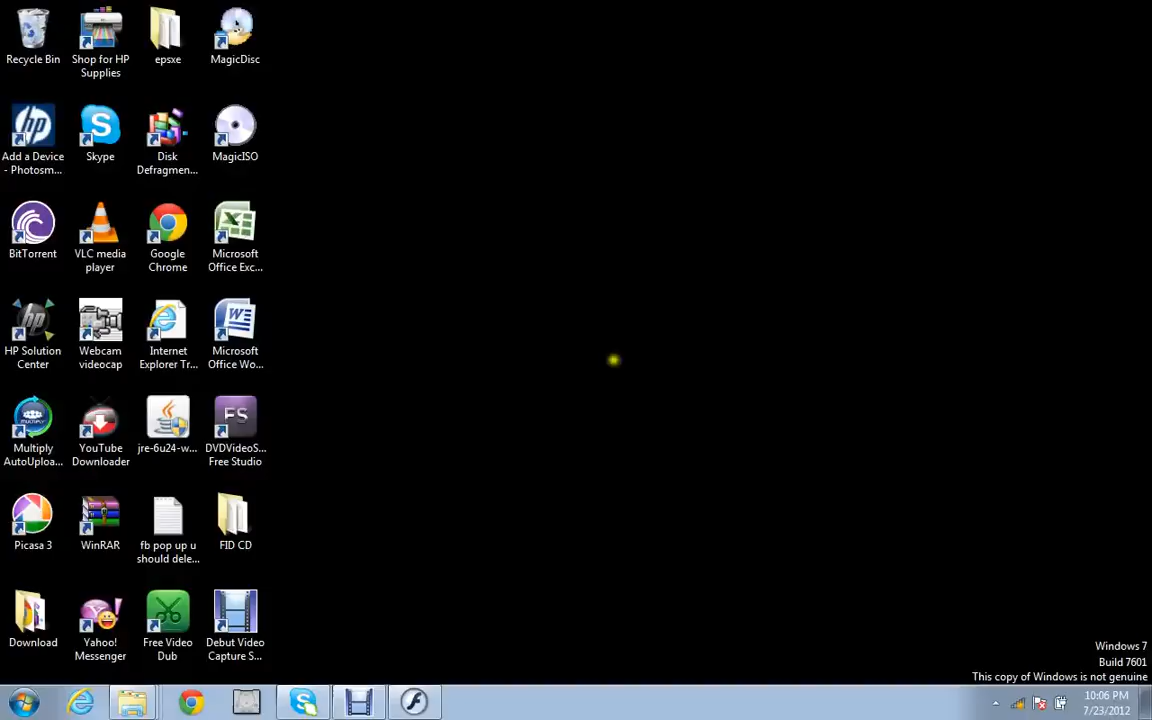 Recycle Bin
Shop for HP
Supplies
epsxe
MagicDisc
hp
Add a Device
- Photosm...
S
Skype
Disk
Defragmen...
MagicISO
BitTorrent
VLC media
player
Google
Chrome
Microsoft
Office Exc...
hp
HP Solution
Center
Webcam
videocap
Internet
Explorer Tr...
W
Microsoft
Office Wo...
Multiply
AutoUploa...
YouTube
Downloader
jre-6u24-w...
FS
DVDVideoS...
Free Studio
Picasa 3
WinRAR
fb pop up u
should dele...
FID CD
Download
Yahoo!
Messenger
Free Video
Dub
Debut Video
Capture S...
Windows 7
Build 7601
This copy of Windows is not genuine
10:06 PM
7/23/2012